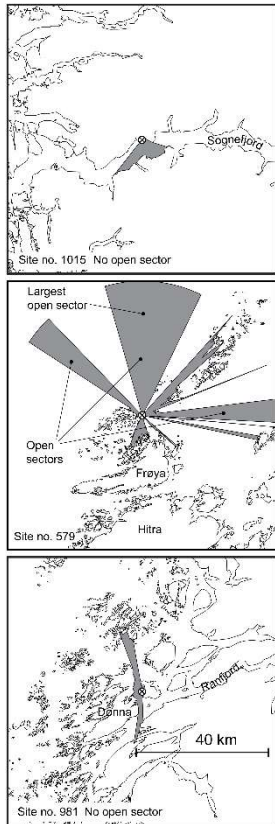 Sognefjord
Site no. 1015 No open sector
Largest
open sector
Open
sectors
Frøya
Hitra
Site no. 579
Ranfjord
Dønna
40 km
Site no. 981 No open sector